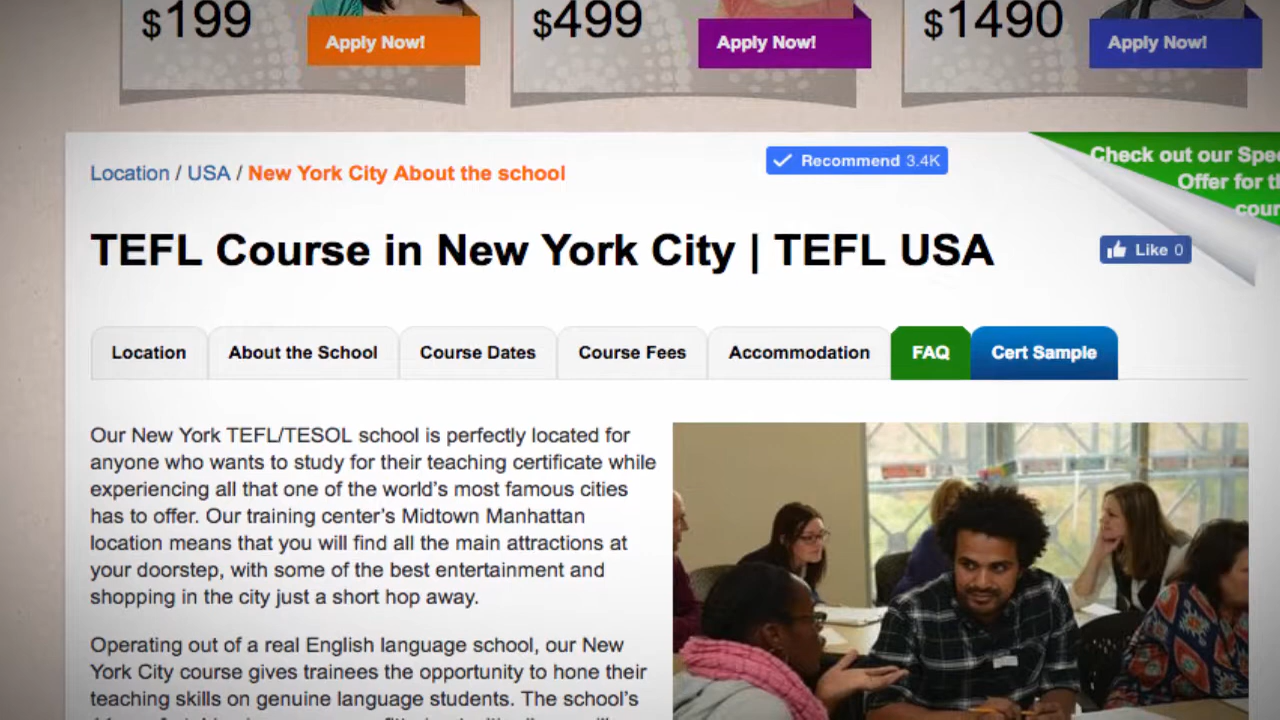 $199
Apply Now!
$499
Apply Now!
$1490
Apply Now!
Location / USA / New York City About the school
Recommend 3.4K
Check out our
Offer for
TEFL Course in New York City | TEFL USA
Like 0
Location
About the School
Course Dates
Course Fees
Accommodation
FAQ
Cert Sample
Our New York TEFL/TESOL school is perfectly located for
anyone who wants to study for their teaching certificate while
experiencing all that one of the world's most famous cities
has to offer. Our training center's Midtown Manhattan
location means that you will find all the main attractions at
your doorstep, with some of the best entertainment and
shopping in the city just a short hop away.
Operating out of a real English language school, our New
York City course gives trainees the opportunity to hone their
teaching skills on genuine language students. The school's